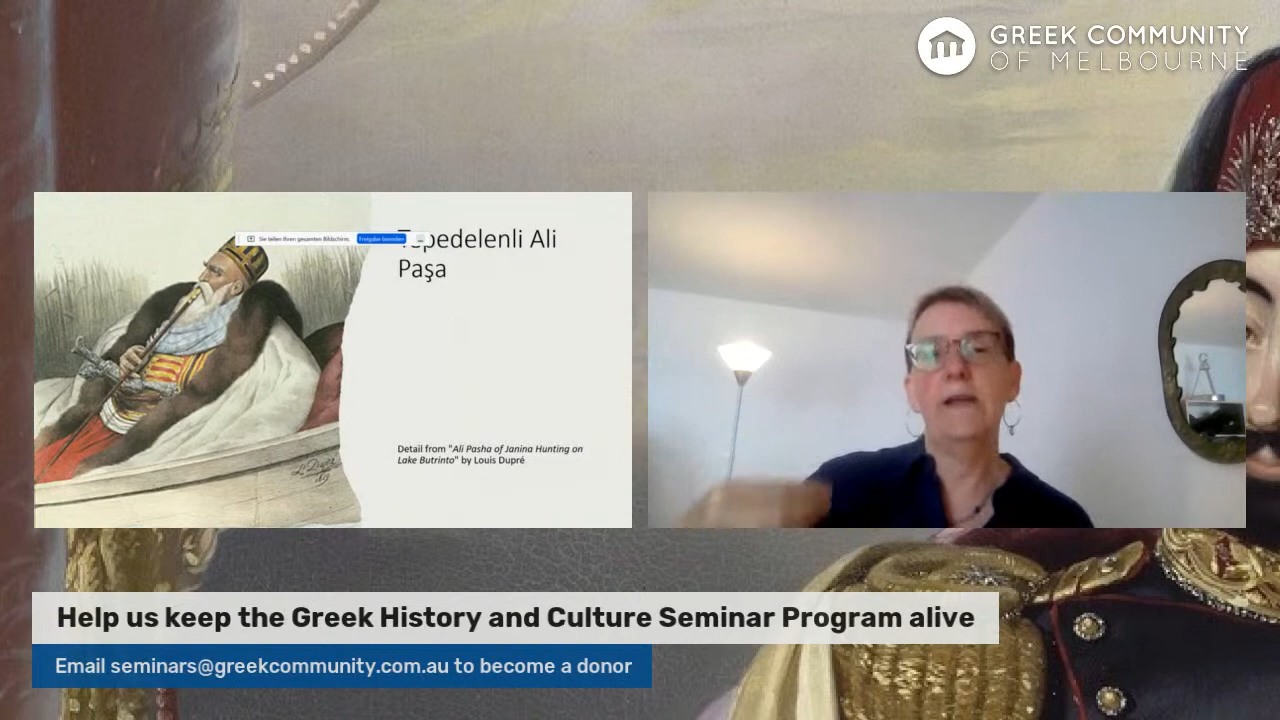 GREEK COMMUNITY
OF MELBOURNE
Sie teilen Ihren gesamten Bildschirm. Freigabe beenden
Tepedelenli Ali
Paşa
Detail from "Ali Pasha of Janina Hunting on
Lake Butrinto" by Louis Dupré
Help us keep the Greek History and Culture Seminar Program alive
Email seminars@greekcommunity.com.au to become a donor